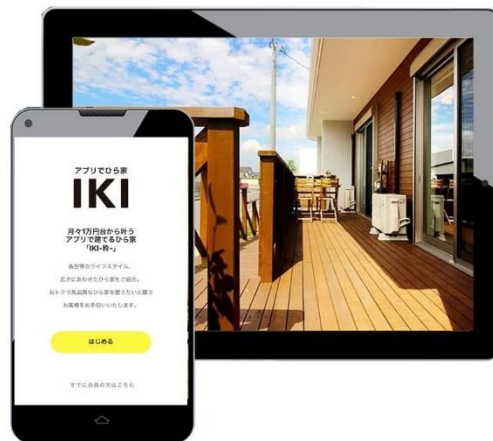 アプリでひら家
IKI
月々1万円台から叶う
アプリで建てるひら家
「IKI-粋-」
各世帯のライフスタイル、
広さにあわせたひら家をご紹介。
おトクで高品質なひら家を建てたいと願う
お客様をお手伝いいたします。
はじめる
すでに会員の方はこちら